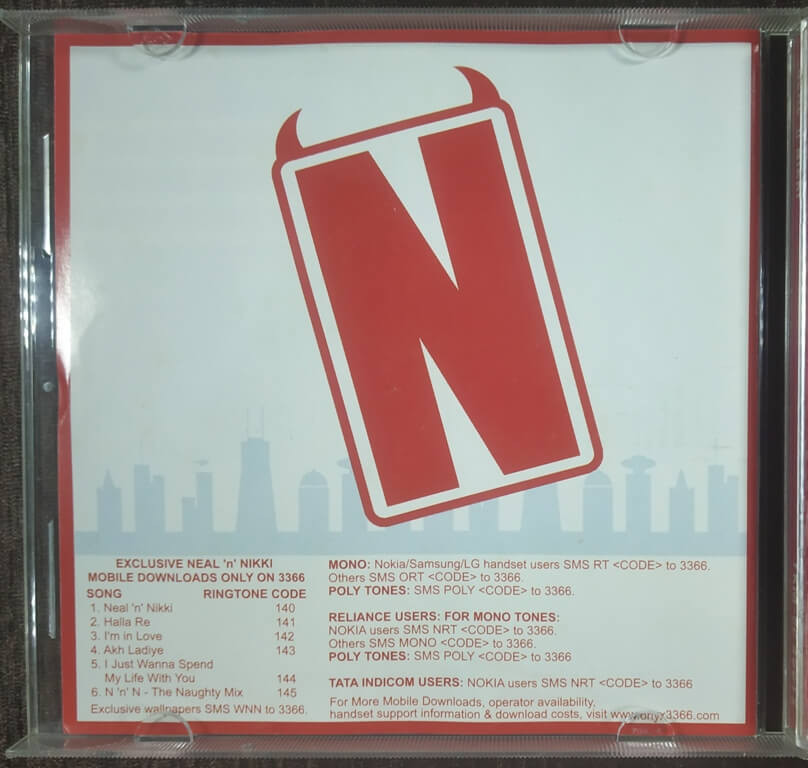 N
EXCLUSIVE NEAL 'n' NIKKI
MOBILE DOWNLOADS ONLY ON 3366
SONG RINGTONE CODE
1. Neal 'n' Nikki 140
2. Halla Re 141
3. I'm in Love 142
4. Akh Ladiye 143
5. I Just Wanna Spend
My Life With You 144
6. N 'n' N - The Naughty Mix 145
Exclusive wallpapers SMS WNN to 3366.
MONO: Nokia/Samsung/LG handset users SMS RT <CODE> to 3366.
Others SMS ORT <CODE> to 3366.
POLY TONES: SMS POLY <CODE> to 3366.
RELIANCE USERS: FOR MONO TONES:
NOKIA users SMS NRT <CODE> to 3366.
Others SMS MONO <CODE> to 3366.
POLY TONES: SMS POLY <CODE> to 3366
TATA INDICOM USERS: NOKIA users SMS NRT <CODE> to 3366
For More Mobile Downloads, operator availability,
handset support information & download costs, visit www.onyx3366.com